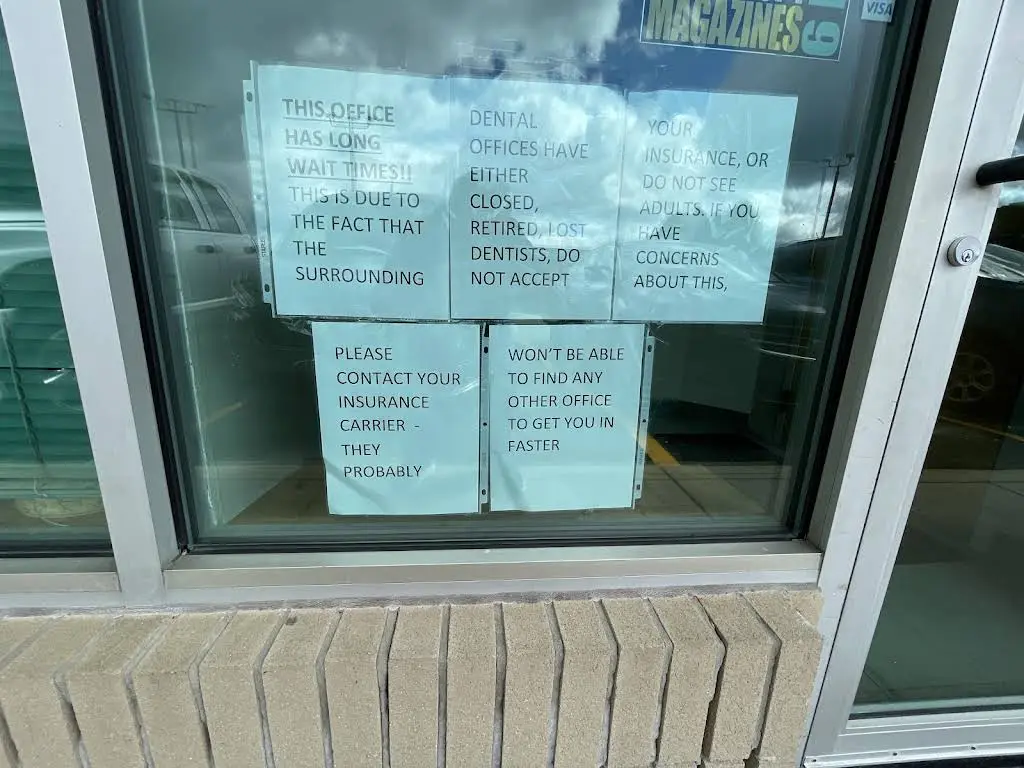 MAGAZINES
VISA
THIS OFFICE
HAS LONG
WAIT TIMES!!
THIS IS DUE TO
THE FACT THAT
THE
SURROUNDING
DENTAL
OFFICES HAVE
EITHER
CLOSED,
RETIRED, LOST
DENTISTS, DO
NOT ACCEPT
YOUR
INSURANCE, OR
DO NOT SEE
ADULTS. IF YOU
HAVE
CONCERNS
ABOUT THIS,
PLEASE
CONTACT YOUR
INSURANCE
CARRIER -
THEY
PROBABLY
WON'T BE ABLE
TO FIND ANY
OTHER OFFICE
TO GET YOU IN
FASTER